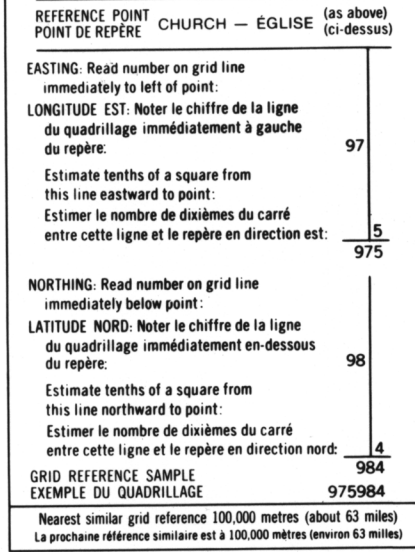 REFERENCE POINT CHURCH — ÉGLISE (as above)
POINT DE REPÈRE (ci-dessus)
EASTING: Read number on grid line
immediately to left of point:
LONGITUDE EST: Noter le chiffre de la ligne
du quadrillage immédiatement à gauche
du repère: 97
Estimate tenths of a square from
this line eastward to point:
Estimer le nombre de dixièmes du carré
entre cette ligne et le repère en direction est: 5
975
NORTHING: Read number on grid line
immediately below point:
LATITUDE NORD: Noter le chiffre de la ligne
du quadrillage immédiatement en-dessous
du repère: 98
Estimate tenths of a square from
this line northward to point:
Estimer le nombre de dixièmes du carré
entre cette ligne et le repère en direction nord: 4
984
GRID REFERENCE SAMPLE
EXEMPLE DU QUADRILLAGE 975984
Nearest similar grid reference 100,000 metres (about 63 miles)
La prochaine référence similaire est à 100,000 mètres (environ 63 milles)